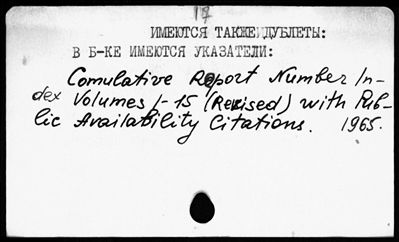 17
ИМЕЮТСЯ ТАКЖЕ ДУБЛЕТЫ:
В Б-КЕ ИМЕЮТСЯ УКАЗАТЕЛИ:
Comulative Report Number In-
dex Volumes 1-15 (Revised) with Pub-
lic Availability Citations. 1965.